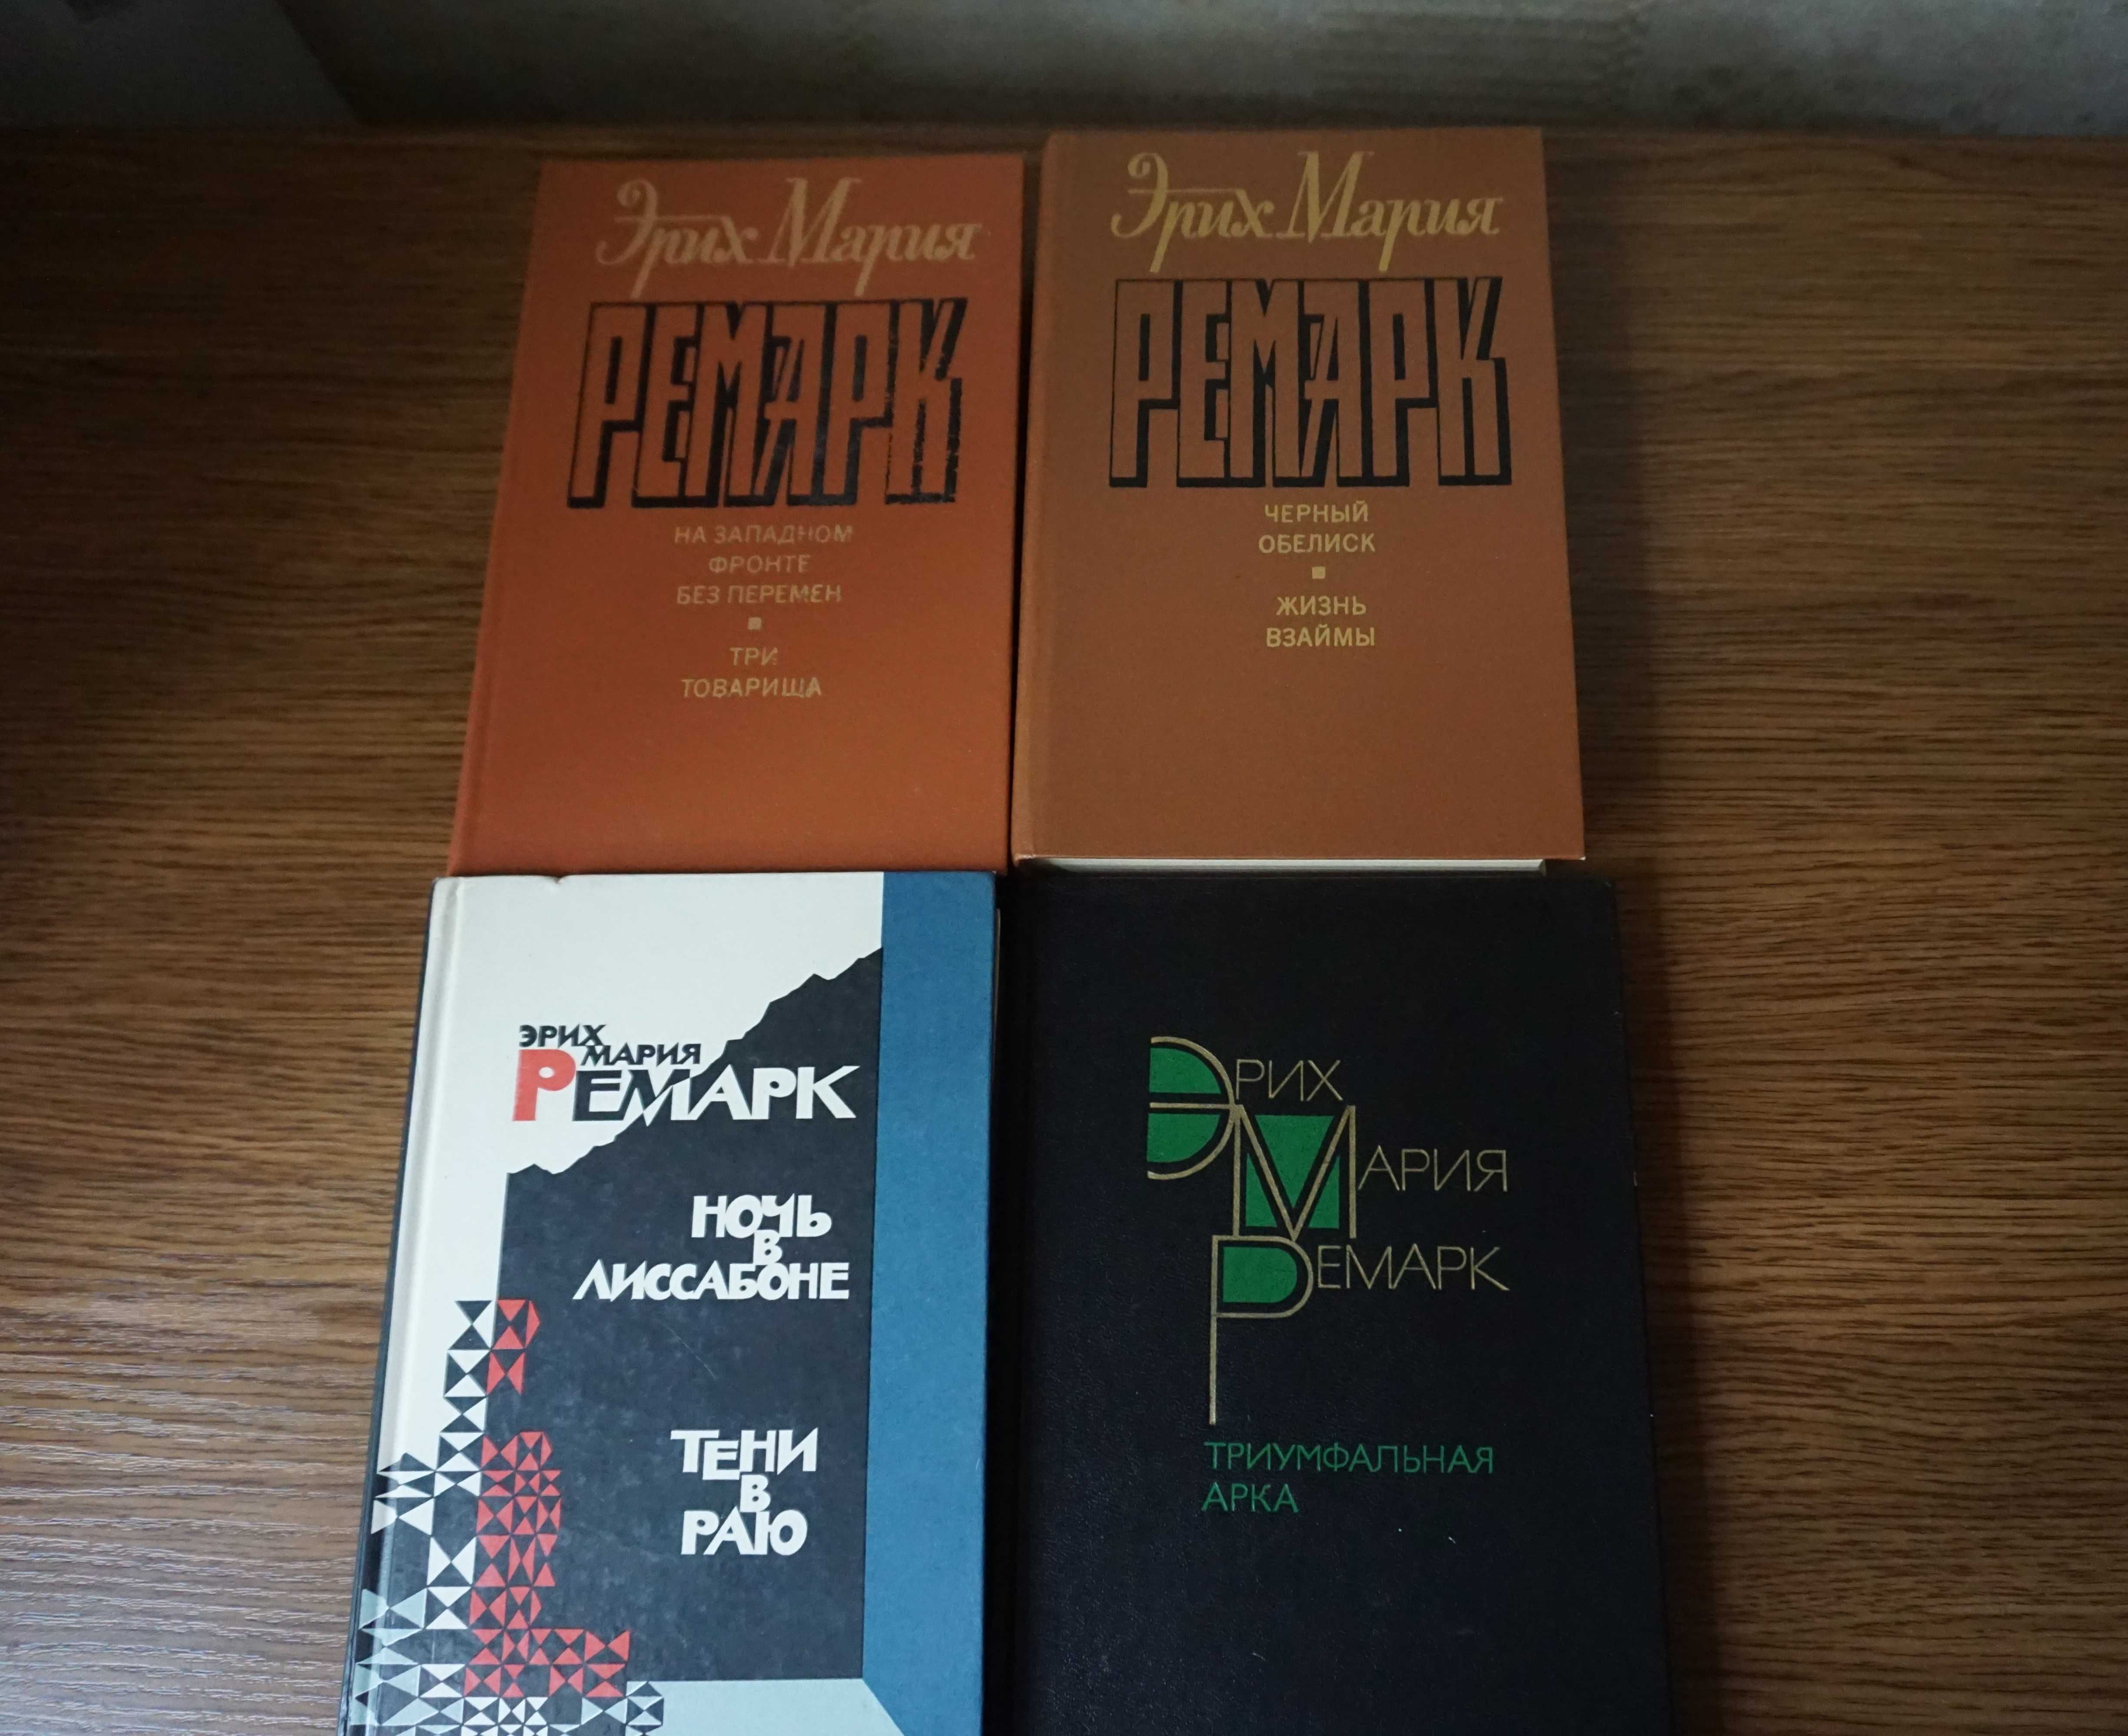 Эрих Мария
РЕМАРК
НА ЗАПАДНОМ
ФРОНТЕ
БЕЗ ПЕРЕМЕН
ТРИ
ТОВАРИЩА
Эрих Мария
РЕМАРК
ЧЕРНЫЙ
ОБЕЛИСК
ЖИЗНЬ
ВЗАЙМЫ
ЭРИХ
МАРИЯ
РЕМАРК
НОЧЬ
В
ЛИССАБОНЕ
ТЕНИ
В
РАЮ
ЭРИХ
МАРИЯ
РЕМАРК
ТРИУМФАЛЬНАЯ
АРКА